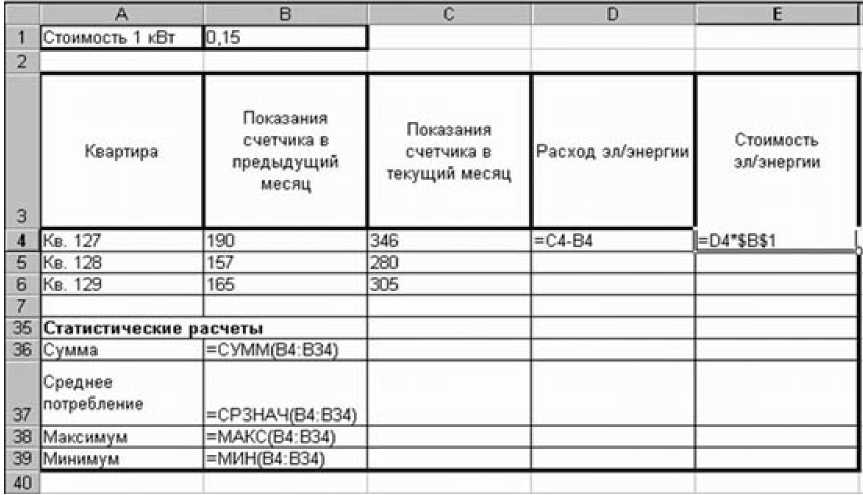 A B C D E
1 Стоимость 1 кВт 0,15
2
Показания
счетчика в
предыдущий
месяц
Показания
счетчика в
текущий месяц
Стоимость
эл/энергии
Квартира
Расход эл/энергии
3
4 Кв. 127 190 346 =C4-B4 =D4*$B$1
5 Кв. 128 157 280
6 Кв. 129 165 305
7
35 Статистические расчеты
36 Сумма =СУММ(B4:B34)
Среднее
потребление
37 =СРЗНАЧ(B4:B34)
38 Максимум =МАКС(B4:B34)
39 Минимум =МИН(B4:B34)
40